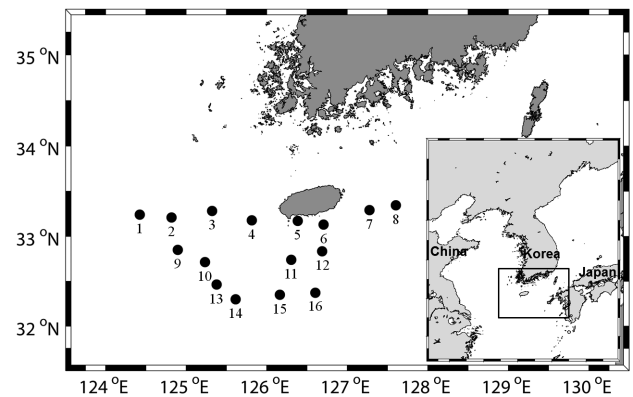 35 °N
34 °N
33 °N
32 °N
1 2 3 4 5 6 7 8
9 10 11 12
13 14 15 16
China Korea Japan
124 °E 125 °E 126 °E 127 °E 128 °E 129 °E 130 °E